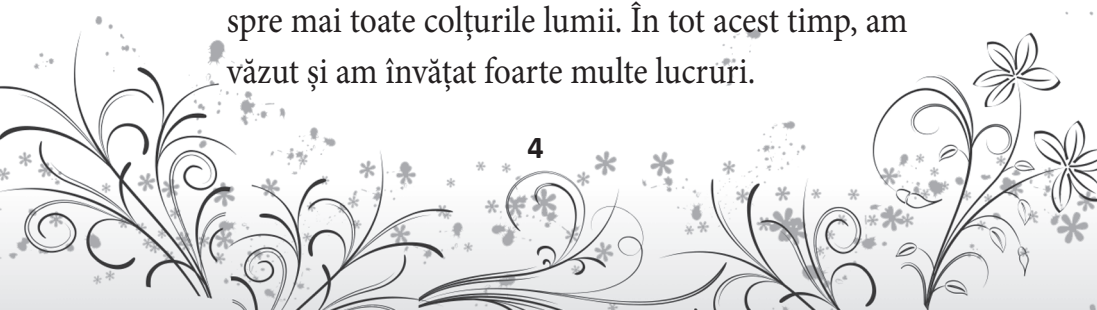 spre mai toate colțurile lumii. În tot acest timp, am
văzut și am învățat foarte multe lucruri.
4